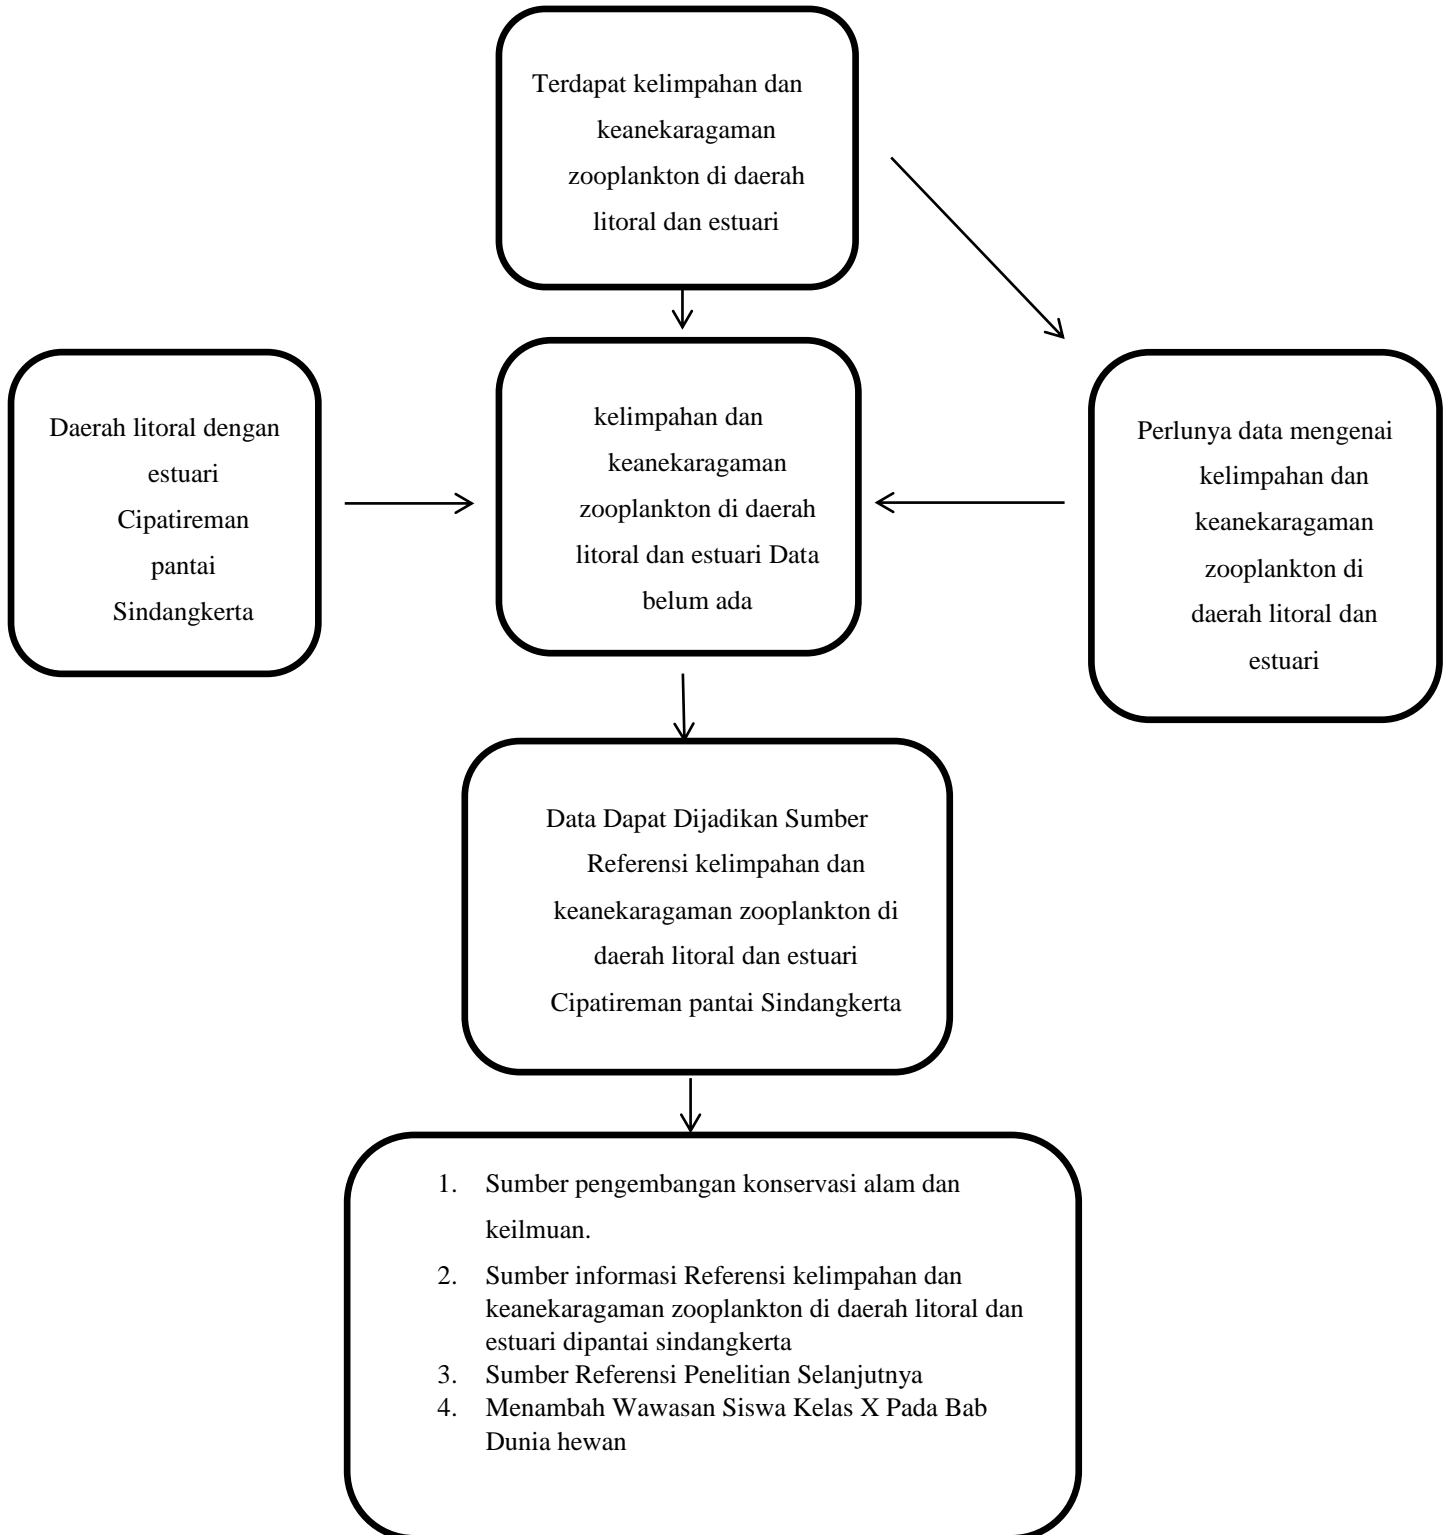 Terdapat kelimpahan dan
keanekaragaman
zooplankton di daerah
litoral dan estuari
Daerah litoral dengan
estuari
Cipatireman
pantai
Sindangkerta
kelimpahan dan
keanekaragaman
zooplankton di daerah
litoral dan estuari Data
belum ada
Perlunya data mengenai
kelimpahan dan
keanekaragaman
zooplankton di
daerah litoral dan
estuari
Data Dapat Dijadikan Sumber
Referensi kelimpahan dan
keanekaragaman zooplankton di
daerah litoral dan estuari
Cipatireman pantai Sindangkerta
1. Sumber pengembangan konservasi alam dan
keilmuan.
2. Sumber informasi Referensi kelimpahan dan
keanekaragaman zooplankton di daerah litoral dan
estuari dipantai sindangkerta
3. Sumber Referensi Penelitian Selanjutnya
4. Menambah Wawasan Siswa Kelas X Pada Bab
Dunia hewan